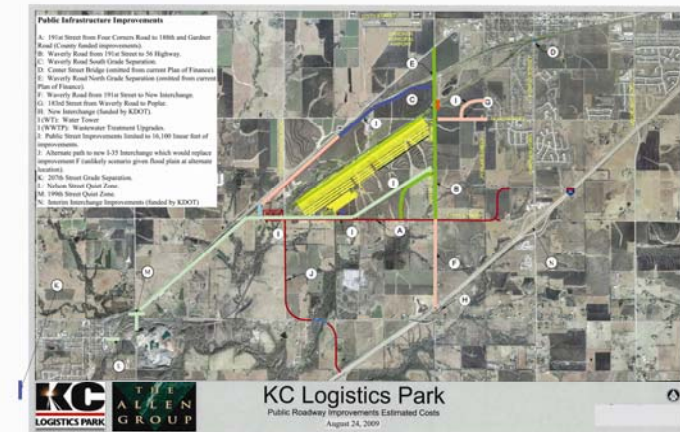 Public Infrastructure Improvements
A: 191st Street from Four Corners Road to 188th and Gardner
Road (County funded improvements).
B: Waverly Road from 191st Street to 56 Highway.
C: Waverly Road South Grade Separation.
D: Center Street Bridge (omitted from current Plan of Finance).
E: Waverly Road North Grade Separation (omitted from current
Plan of Finance).
F: Waverly Road from 191st Street to New Interchange.
G: 183rd Street from Waverly Road to Poplar.
H: New Interchange (funded by KDOT).
I (WT): Water Tower
I (WWTP): Wastewater Treatment Upgrades.
I: Public Street Improvements limited to 16,100 linear feet of
improvements.
J: Alternate path to new I-35 Interchange which would replace
improvement F (unlikely scenario given flood plain at alternate
location).
K: 207th Street Grade Separation.
L: Nelson Street Quiet Zone.
M: 199th Street Quiet Zone.
N: Interim Interchange Improvements (funded by KDOT)
E
D
C
I
G
I
I
B
I
I
A
J
F
N
H
K
M
L
KC
LOGISTICS PARK
THE
ALLEN
GROUP
KC Logistics Park
Public Roadway Improvements Estimated Costs
August 24, 2009